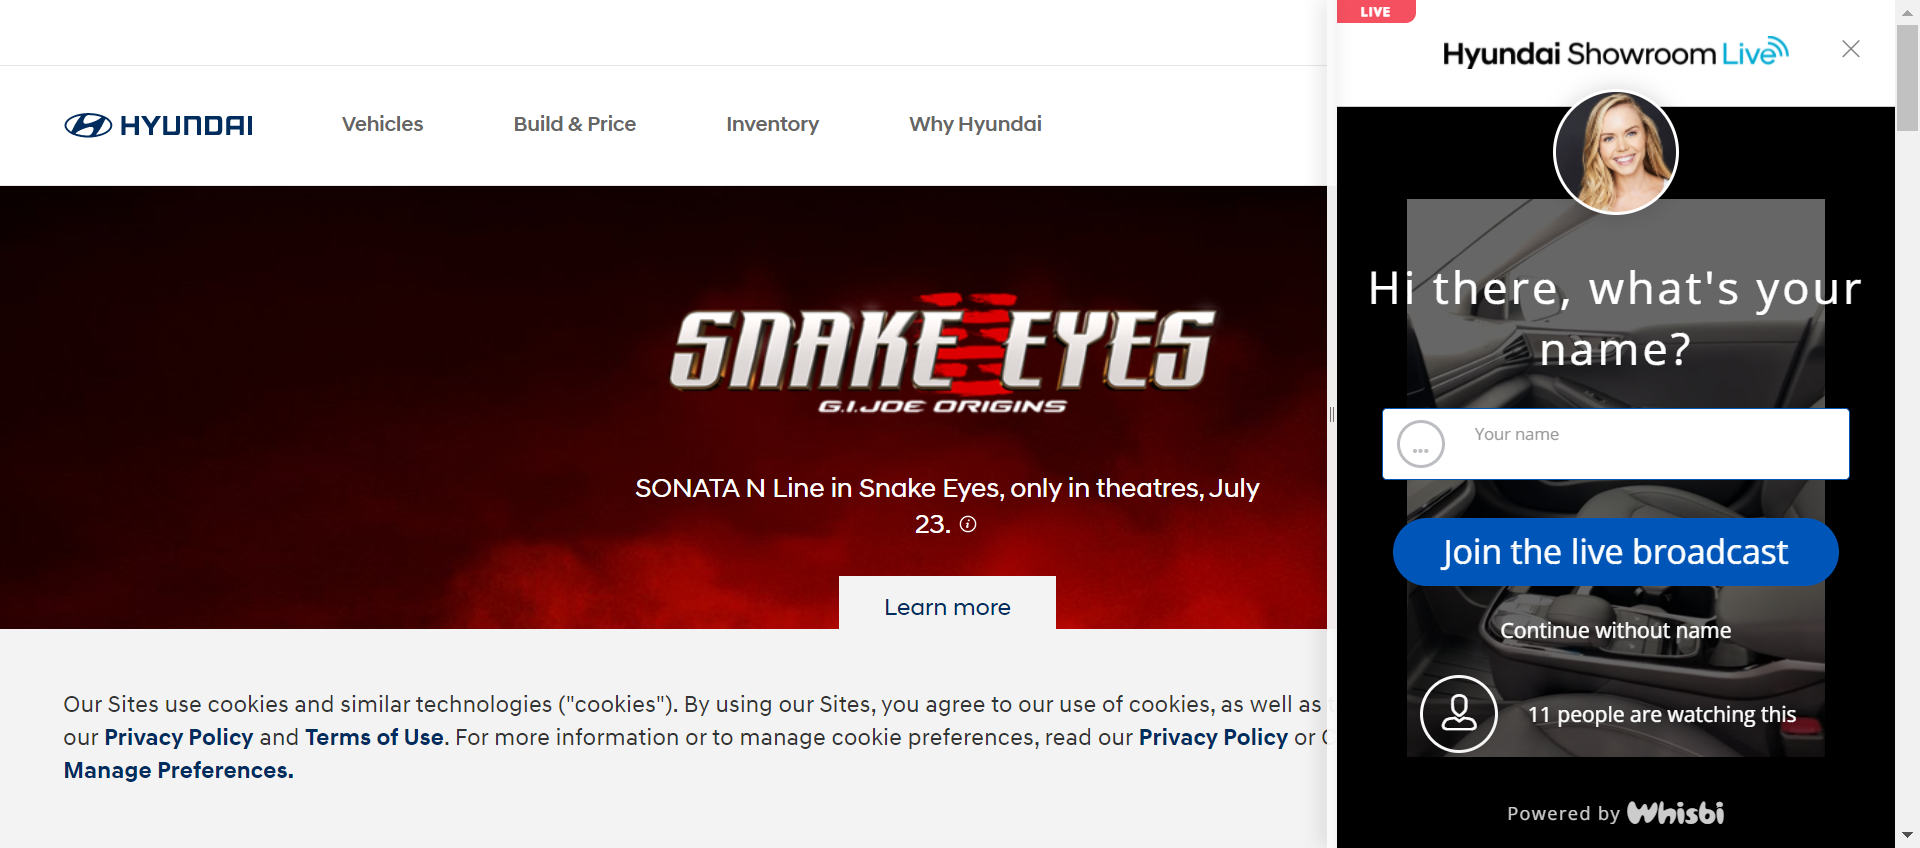 HYUNDAI
Vehicles
Build & Price
Inventory
Why Hyundai
SNAKE EYES
G.I.JOE ORIGINS
SONATA N Line in Snake Eyes, only in theatres, July
23.
Learn more
Our Sites use cookies and similar technologies ("cookies"). By using our Sites, you agree to our use of cookies, as well as
our Privacy Policy and Terms of Use. For more information or to manage cookie preferences, read our Privacy Policy or
Manage Preferences.
LIVE
Hyundai Showroom Live
Hi there, what's your
name?
Your name
Join the live broadcast
Continue without name
11 people are watching this
Powered by Whisbi